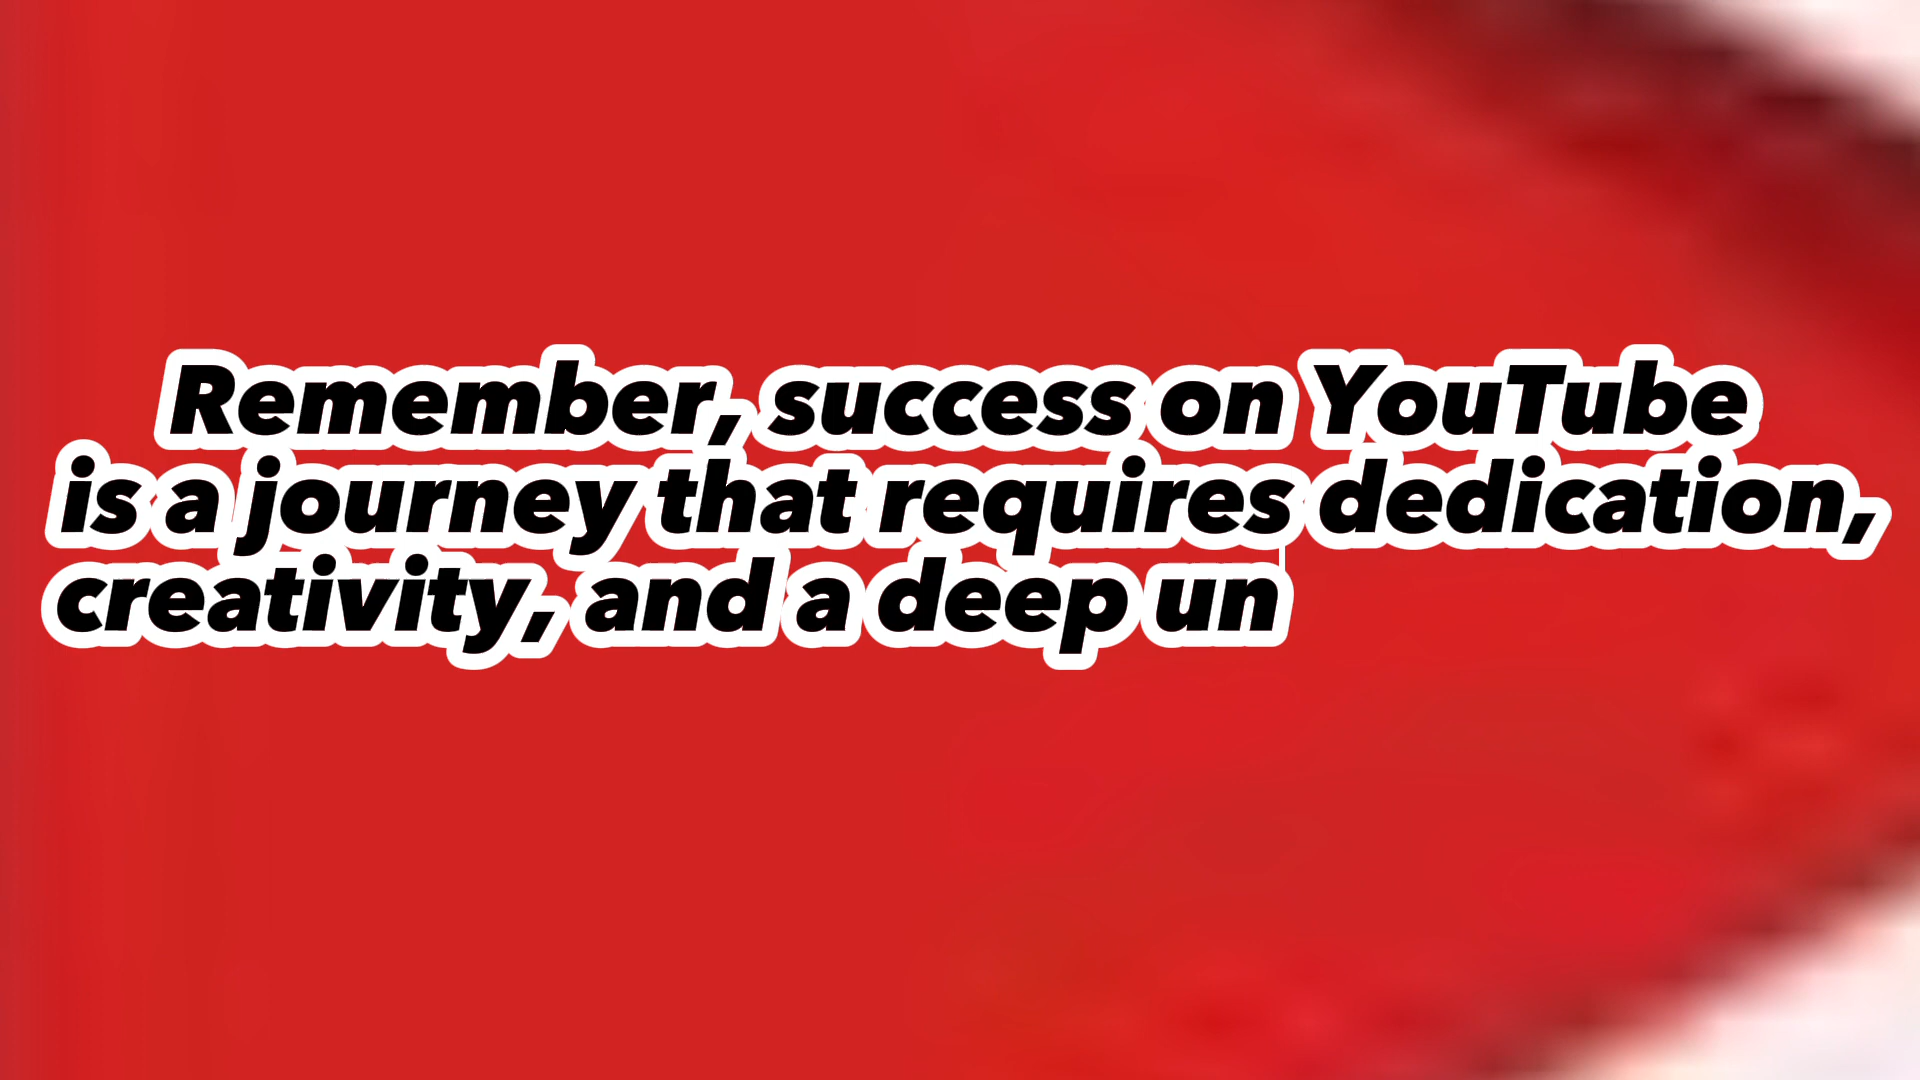 Remember, success on YouTube
is a journey that requires dedication,
creativity, and a deep un